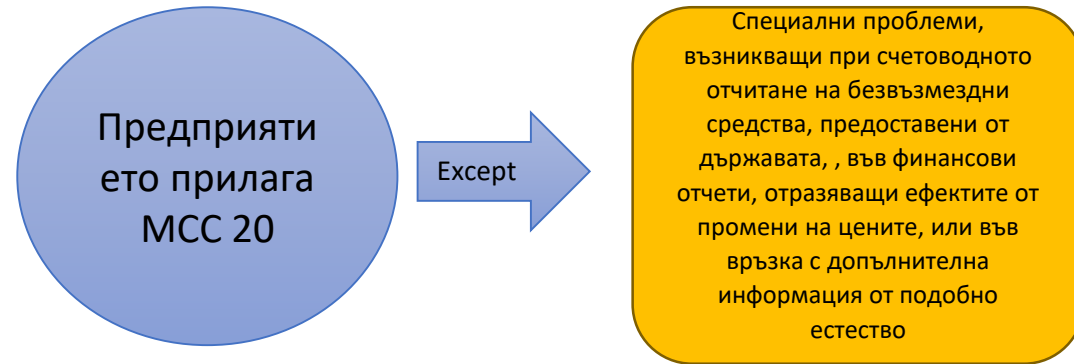 Предприяти
ето прилага
МСС 20
Except
Специални проблеми,
възникващи при счетоводното
отчитане на безвъзмездни
средства, предоставени от
държавата, , във финансови
отчети, отразяващи ефектите от
промени на цените, или във
връзка с допълнителна
информация от подобно
естество